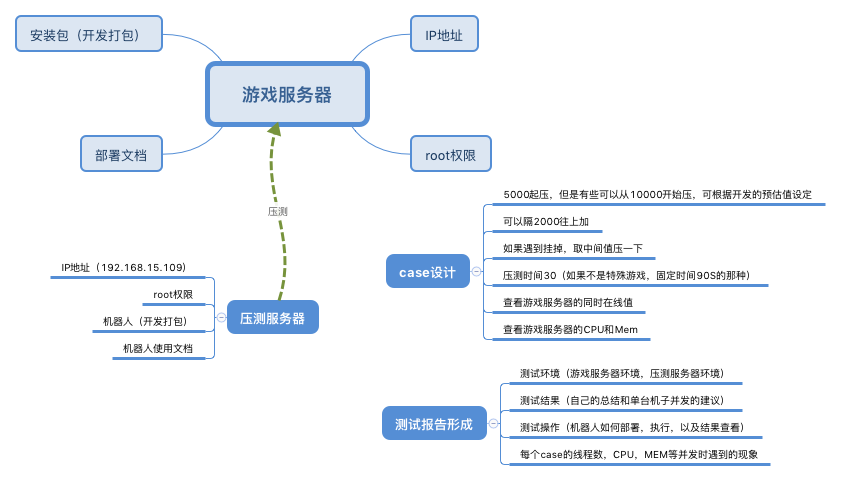 安装包（开发打包）
IP地址
游戏服务器
部署文档
root权限
压测
IP地址（192.168.15.109)
root权限
机器人（开发打包）
机器人使用文档
压测服务器
case设计
5000起压，但是有些可以从10000开始压，可根据开发的预估值设定
可以隔2000往上加
如果遇到挂掉，取中间值压一下
压测时间30（如果不是特殊游戏，固定时间90S的那种）
查看游戏服务器的同时在线值
查看游戏服务器的CPU和Mem
测试报告形成
测试环境（游戏服务器环境，压测服务器环境）
测试结果（自己的总结和单台机子并发的建议）
测试操作（机器人如何部署，执行，以及结果查看）
每个case的线程数，CPU，MEM等并发时遇到的现象